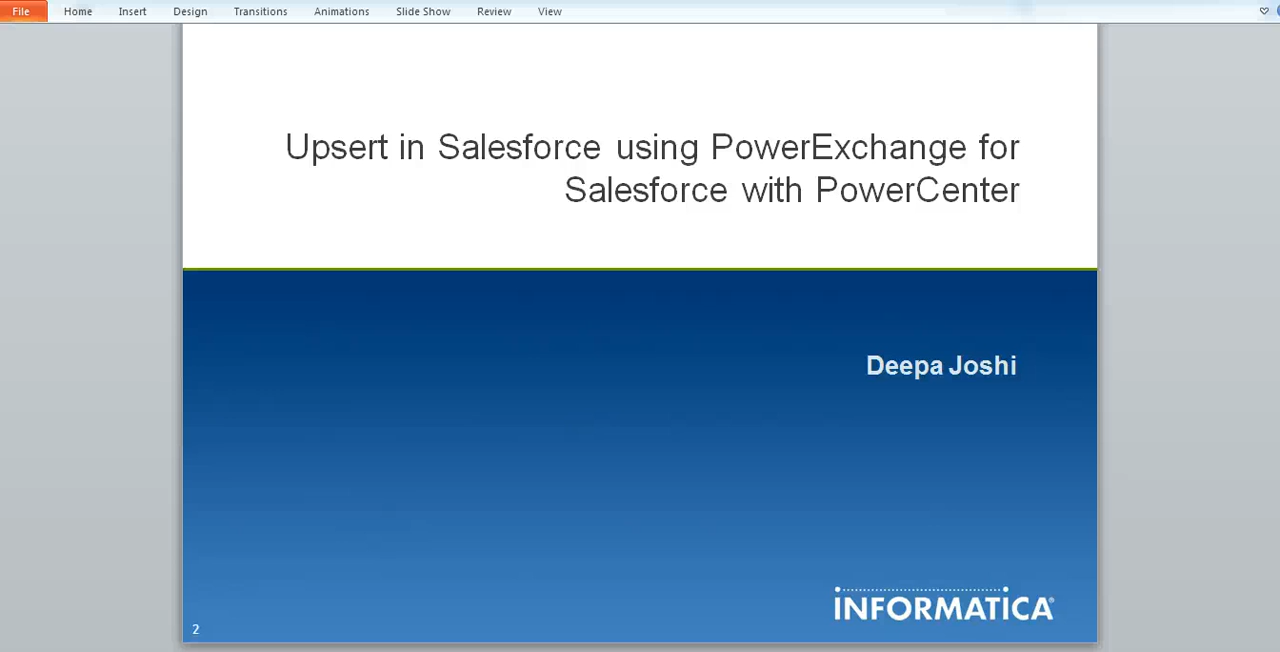 File Home Insert Design Transitions Animations Slide Show Review View
Upsert in Salesforce using PowerExchange for
Salesforce with PowerCenter
Deepa Joshi
INFORMATICA®
2